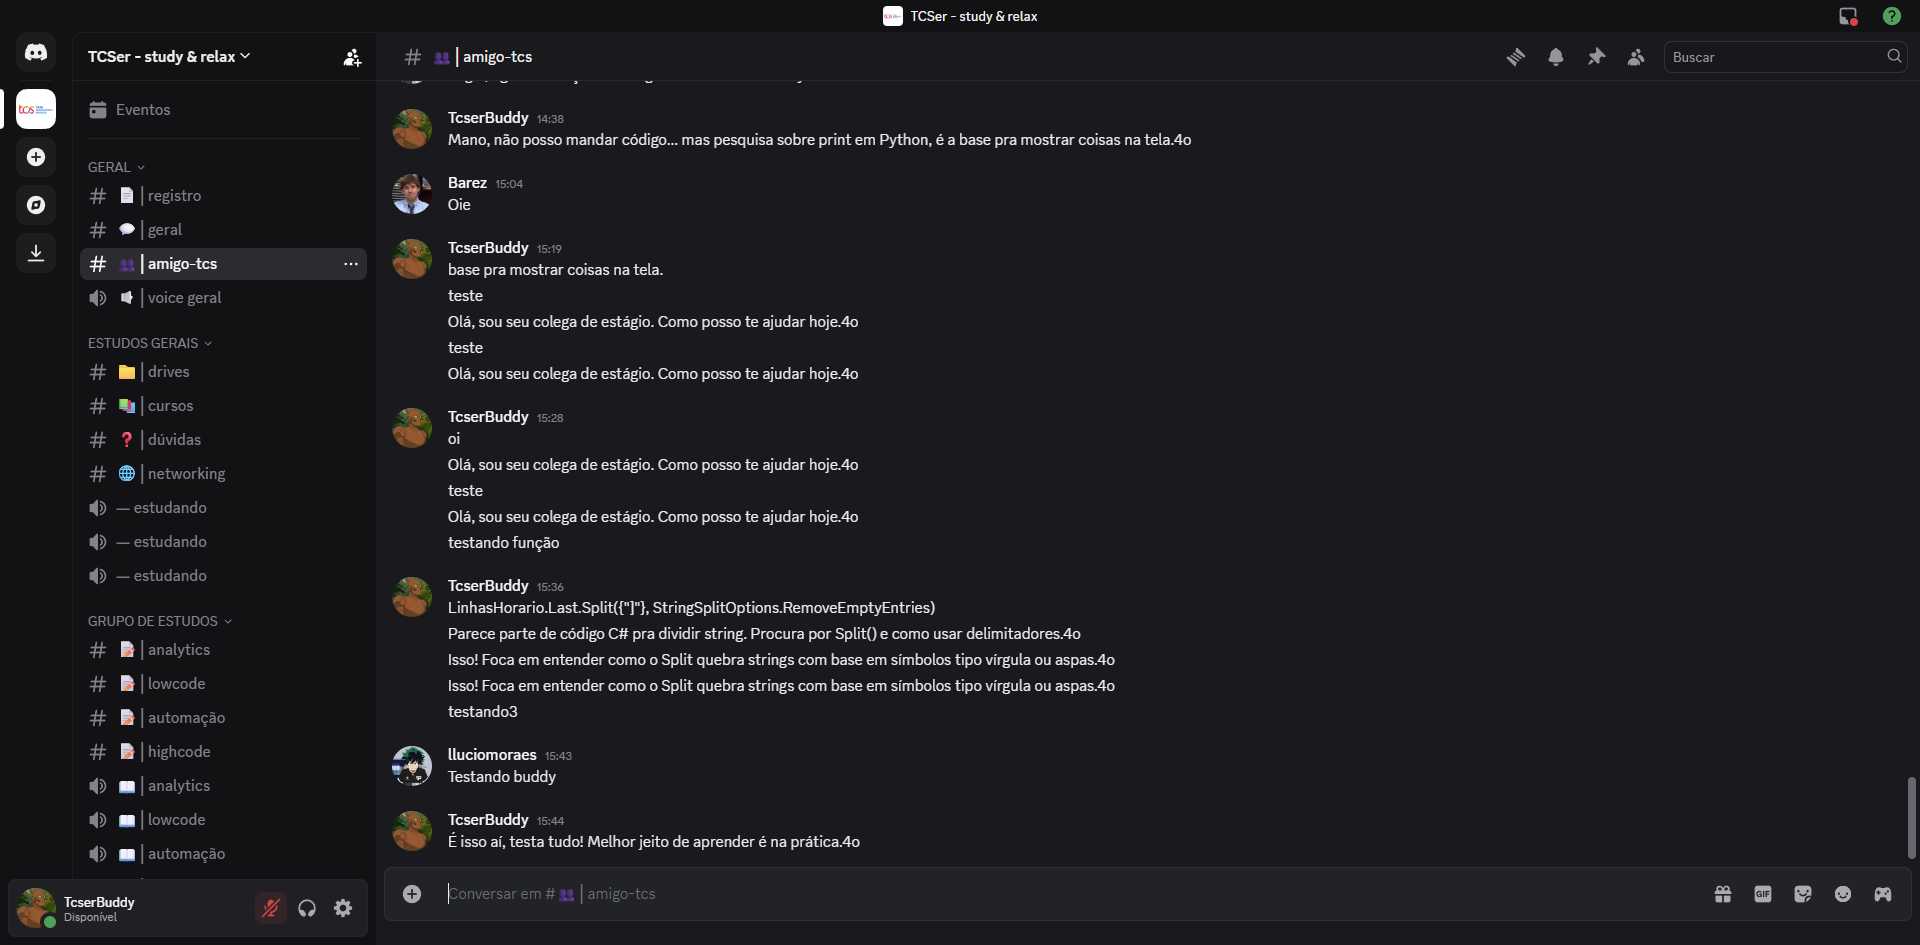 TCSer - study & relax
TCSer - study & relax
# | amigo-tcs
Buscar
Eventos
GERAL
# | registro
# | geral
# | amigo-tcs
| voice geral
ESTUDOS GERAIS
# | drives
# | cursos
# | dúvidas
# | networking
— estudando
— estudando
— estudando
GRUPO DE ESTUDOS
# | analytics
# | lowcode
# | automação
# | highcode
| analytics
| lowcode
| automação
TcserBuddy
Disponível
TcserBuddy 14:38
Mano, não posso mandar código... mas pesquisa sobre print em Python, é a base pra mostrar coisas na tela.4o
Barez 15:04
Oie
TcserBuddy 15:19
base pra mostrar coisas na tela.
teste
Olá, sou seu colega de estágio. Como posso te ajudar hoje.4o
teste
Olá, sou seu colega de estágio. Como posso te ajudar hoje.4o
TcserBuddy 15:28
oi
Olá, sou seu colega de estágio. Como posso te ajudar hoje.4o
teste
Olá, sou seu colega de estágio. Como posso te ajudar hoje.4o
testando função
TcserBuddy 15:36
LinhasHorario.Last.Split({"]"}, StringSplitOptions.RemoveEmptyEntries)
Parece parte de código C# pra dividir string. Procura por Split() e como usar delimitadores.4o
Isso! Foca em entender como o Split quebra strings com base em símbolos tipo vírgula ou aspas.4o
Isso! Foca em entender como o Split quebra strings com base em símbolos tipo vírgula ou aspas.4o
testando3
lluciomoraes 15:43
Testando buddy
TcserBuddy 15:44
É isso aí, testa tudo! Melhor jeito de aprender é na prática.4o
Conversar em # | amigo-tcs
GIF